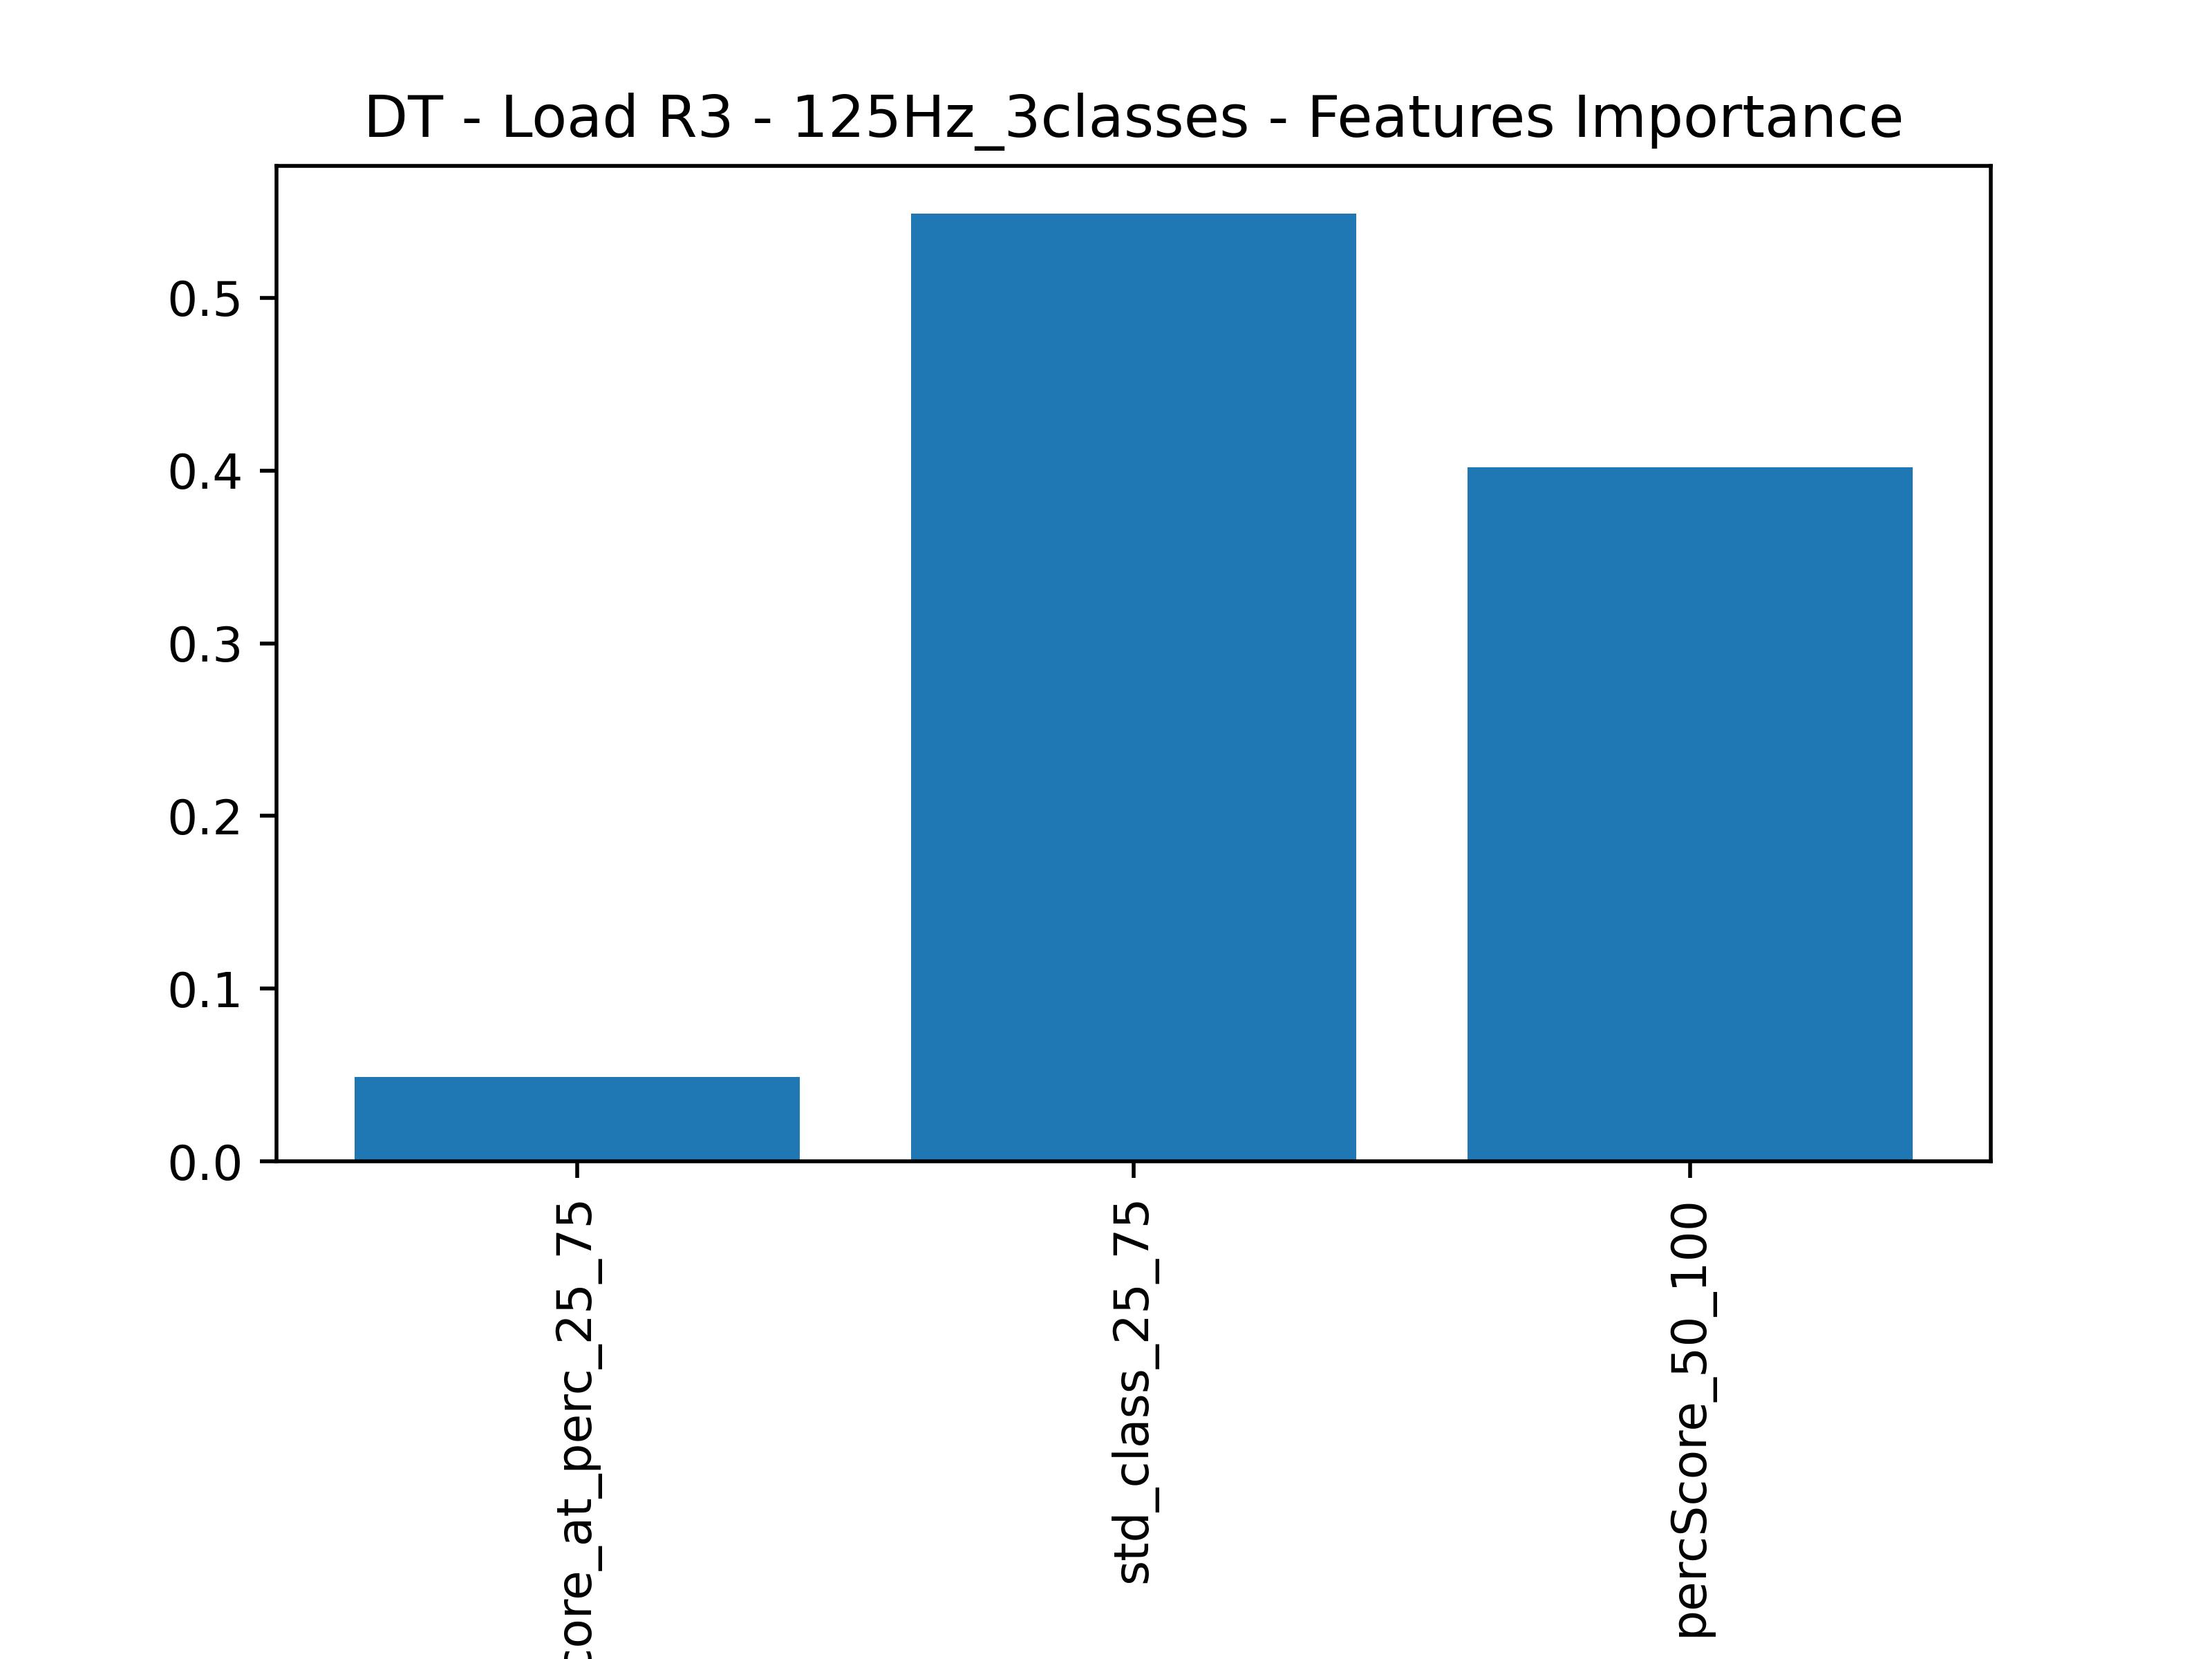 DT - Load R3 - 125Hz_3classes - Features Importance
0.5
0.4
0.3
0.2
0.1
0.0
core_at_perc_25_75
std_class_25_75
percScore_50_100